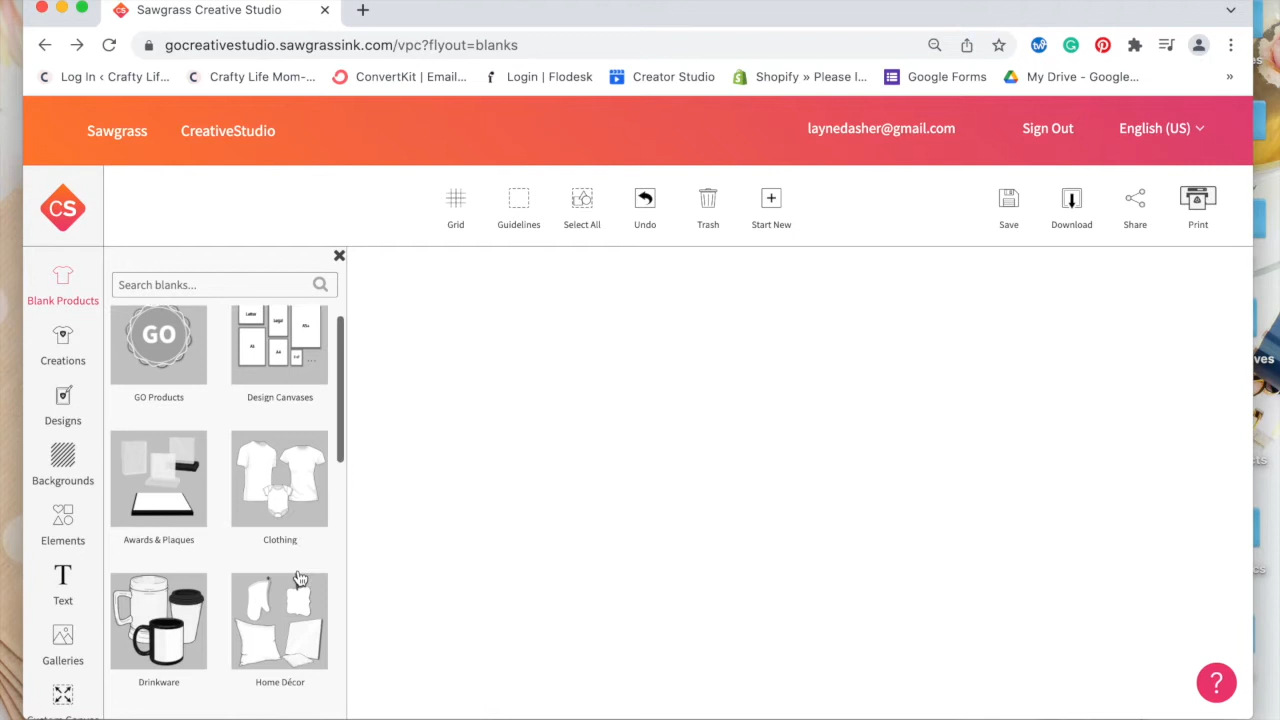 Sawgrass Creative Studio
gocreativestudio.sawgrassink.com/vpc?flyout=blanks
Log In ‹ Crafty Life... Crafty Life Mom-... ConvertKit | Email... Login | Flodesk Creator Studio Shopify » Please I... Google Forms My Drive - Google... »
Sawgrass CreativeStudio laynedasher@gmail.com Sign Out English (US)
CS
Grid Guidelines Select All Undo Trash Start New Save Download Share Print
Blank Products
Creations
Designs
Backgrounds
Elements
T
Text
Galleries
Search blanks...
GO
GO Products
Design Canvases
Awards & Plaques
Clothing
Drinkware
Home Décor
?